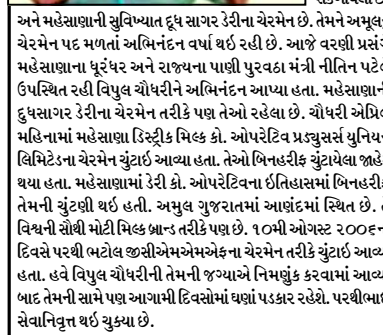 અને મહેસાણાની સુવિખ્યાત દૂધ સાગર ડેરીના ચેરમેન છે. તેમને અમૂલ
ચેરમેન પદ મળતાં અભિનંદન વર્ષા થઇ રહી છે. આજે વરણી પ્રસંગ
મહેસાણાના ધૂરંધર અને રાજ્યના પાણી પુરવઠા મંત્રી નીતિન પટે
ઉપસ્થિત રહી વિપુલ ચૌધરીને અભિનંદન આપ્યા હતા. મહેસાણાન
દુધસાગર ડેરીના ચેરમેન તરીકે પણ તેઓ રહેલા છે. ચૌધરી એપ્રિ
મહિનામાં મહેસાણા ડિસ્ટ્રીક મિલ્ક કો. ઓપરેટિવ પ્રડ્યુસર્સ યુનિય
લિમિટેડના ચેરમેન ચુંટાઇ આવ્યા હતા. તેઓ બિનહરીફ ચુંટાયેલા જાહે
થયા હતા. મહેસાણામાં ડેરી કો. ઓપરેટિવના ઇતિહાસમાં બિનહરી
તેમની ચુંટણી થઇ હતી. અમુલ ગુજરાતમાં આણંદમાં સ્થિત છે.
વિશ્વની સૌથી મોટી મિલ્ક બ્રાન્ડ તરીકે પણ છે. ૧૦મી ઓગસ્ટ ૨૦૦૬ન
દિવસે પરથી ભટોલ જીસીએમએમએફના ચેરમેન તરીકે ચુંટાઇ આવ્ય
હતા. હવે વિપુલ ચૌધરીની તેમની જગ્યાએ નિમણુંક કરવામાં આવ્ય
બાદ તેમની સામે પણ આગામી દિવસોમાં ઘણાં પડકાર રહેશે. પરથીભા
સેવાનિવૃત્ત થઇ ચુક્યા છે.